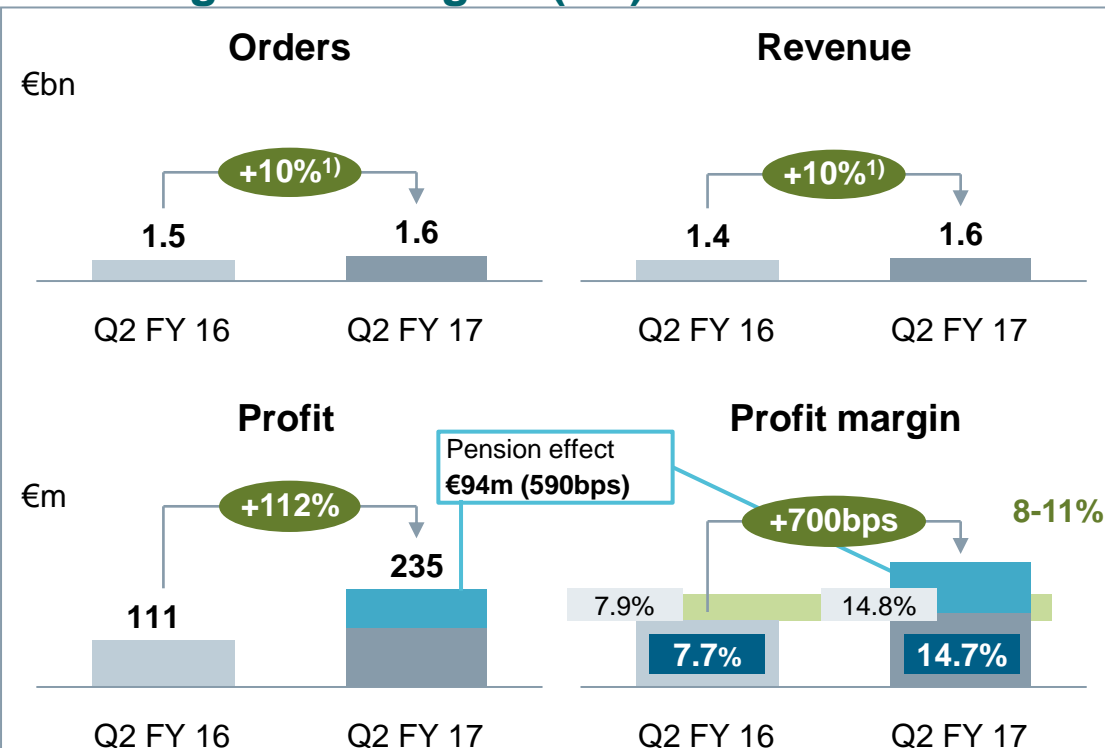 Orders
Revenue
€bn
+10%1)
+10%1)
1.5
1.6
1.4
1.6
Q2 FY 16
Q2 FY 17
Q2 FY 16
Q2 FY 17
Profit
Profit margin
Pension effect
€94m (590bps)
€m
+112%
+700bps
8-11%
235
111
7.9%
14.8%
7.7%
14.7%
Q2 FY 16
Q2 FY 17
Q2 FY 16
Q2 FY 17